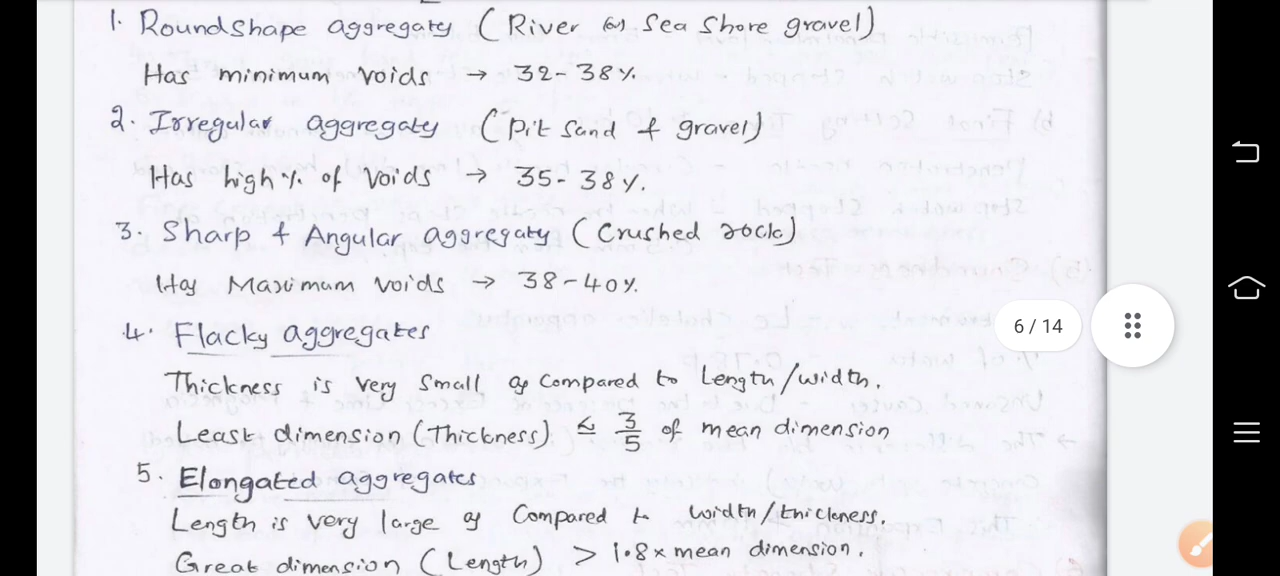 1. Roundshape aggregaty (River (or) Sea Shore gravel)
Has minimum voids → 32-38%
2. Irregular aggregaty (Pit Sand & gravel)
Has high % of Voids → 35-38%.
3. Sharp & Angular aggregaty (Crushed rock)
Has Maximum voids → 38-40%.
4. Flacky aggregates
Thickness is very small as Compared to Length/width.
Least dimension (Thickness) ≤ 3/5 of mean dimension
6 / 14
5. Elongated aggregates
Length is very large as Compared to width/thickness.
Great dimension (Length) > 1.8 x mean dimension.